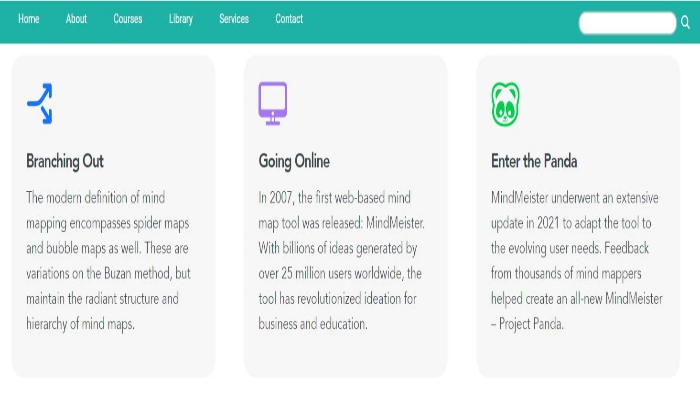 Home About Courses Library Services Contact
Branching Out
The modern definition of mind
mapping encompasses spider maps
and bubble maps as well. These are
variations on the Buzan method, but
maintain the radiant structure and
hierarchy of mind maps.
Going Online
In 2007, the first web-based mind
map tool was released: MindMeister.
With billions of ideas generated by
over 25 million users worldwide, the
tool has revolutionized ideation for
business and education.
Enter the Panda
MindMeister underwent an extensive
update in 2021 to adapt the tool to
the evolving user needs. Feedback
from thousands of mind mappers
helped create an all-new MindMeister
– Project Panda.